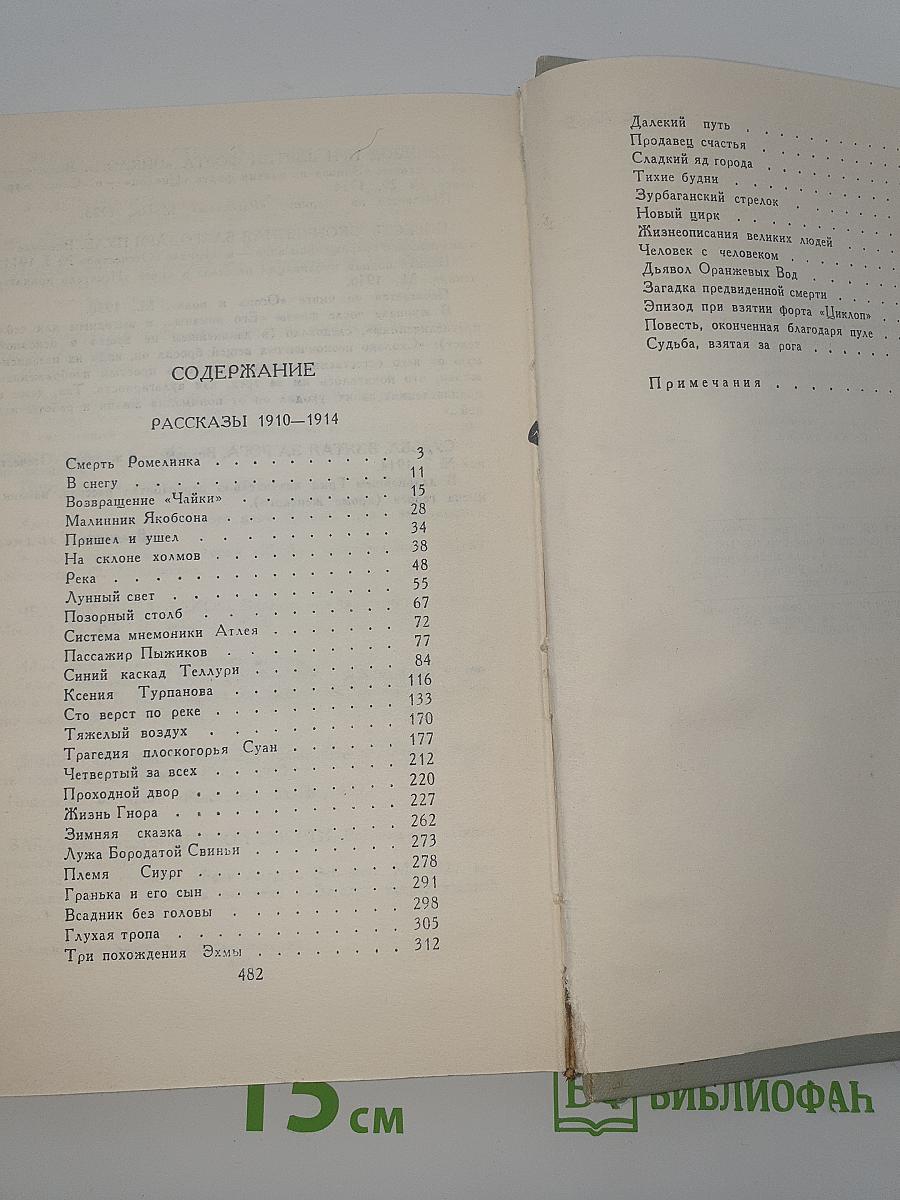 СОДЕРЖАНИЕ
РАССКАЗЫ 1910—1914
Смерть Ромелинка . . . . . . . . . . 3
В снегу . . . . . . . . . . . . . 11
Возвращение «Чайки» . . . . . . . . . 15
Малинник Якобсона . . . . . . . . . 28
Пришел и ушел . . . . . . . . . . 34
На склоне холмов . . . . . . . . . . 38
Река . . . . . . . . . . . . . . 48
Лунный свет . . . . . . . . . . . . 55
Позорный столб . . . . . . . . . . 67
Система мнемоники Атлея . . . . . . . 72
Пассажир Пыжиков . . . . . . . . . 77
Синий каскад Теллури . . . . . . . . 84
Ксения Турпанова . . . . . . . . . 116
Сто верст по реке . . . . . . . . . . 133
Тяжелый воздух . . . . . . . . . . 170
Трагедия плоскогорья Суан . . . . . . 177
Четвертый за всех . . . . . . . . . . 212
Проходной двор . . . . . . . . . . . 220
Жизнь Гнора . . . . . . . . . . . . 227
Зимняя сказка . . . . . . . . . . . 262
Лужа Бородатой Свиньи . . . . . . . . 273
Племя Сиург . . . . . . . . . . . 278
Гранька и его сын . . . . . . . . . . 291
Всадник без головы . . . . . . . . . 298
Глухая тропа . . . . . . . . . . . 305
Три похождения Эхмы . . . . . . . . 312
482
Далекий путь . . . . . . . .
Продавец счастья . . . . . . .
Сладкий яд города . . . . . . .
Тихие будни . . . . . . . .
Зурбаганский стрелок . . . . . .
Новый цирк . . . . . . . .
Жизнеописания великих людей . . . .
Человек с человеком . . . . . .
Дьявол Оранжевых Вод . . . . .
Загадка предвиденной смерти . . . .
Эпизод при взятии форта «Циклоп» . .
Повесть, оконченная благодаря пуле . .
Судьба, взятая за рога . . . . . .
Примечания . . . . . . . .
15 см
БИБЛИОФАН